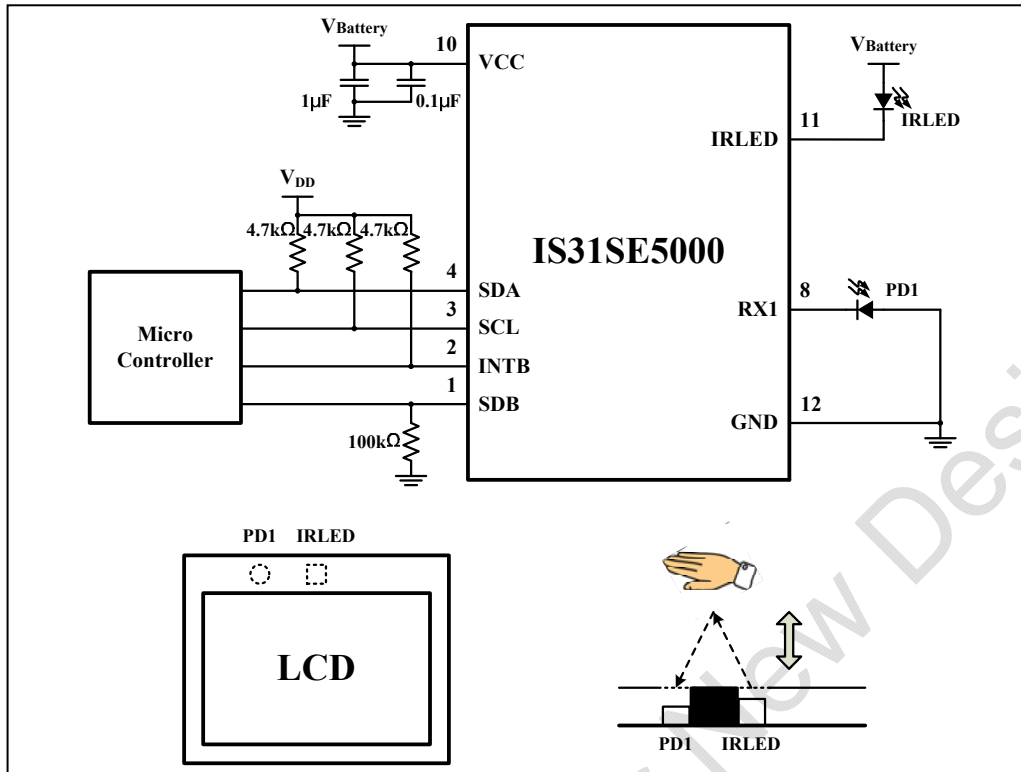 VBattery
10
VCC
1µF
0.1µF
VBattery
IRLED
11
IRLED
VDD
4.7kΩ
4.7kΩ
4.7kΩ
IS31SE5000
Micro
Controller
4
SDA
3
SCL
2
INTB
1
SDB
100kΩ
8
RX1
PD1
12
GND
PD1 IRLED
LCD
PD1 IRLED
New